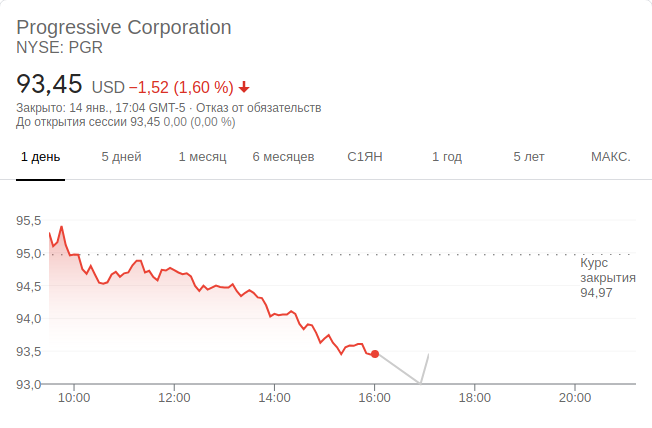 Progressive Corporation
NYSE: PGR
93,45 USD −1,52 (1,60 %)
Закрыто: 14 янв., 17:04 GMT-5 · Отказ от обязательств
До открытия сессии 93,45 0,00 (0,00 %)
1 день 5 дней 1 месяц 6 месяцев С1ЯН 1 год 5 лет МАКС.
95,5
95,0
Курс
закрытия
94,97
94,5
94,0
93,5
93,0
10:00 12:00 14:00 16:00 18:00 20:00